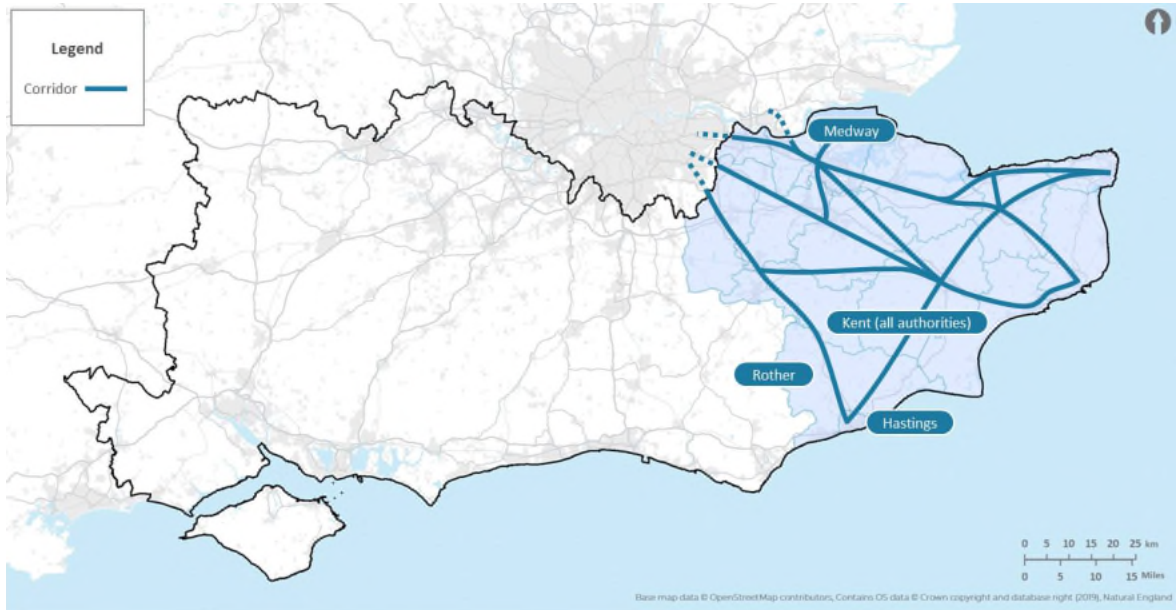 Legend
Corridor
Medway
Kent (all authorities)
Rother
Hastings
0 5 10 15 20 25 km
0 5 10 15 Miles
Base map data © OpenStreetMap contributors, Contains OS data © Crown copyright and database right (2019), Natural England